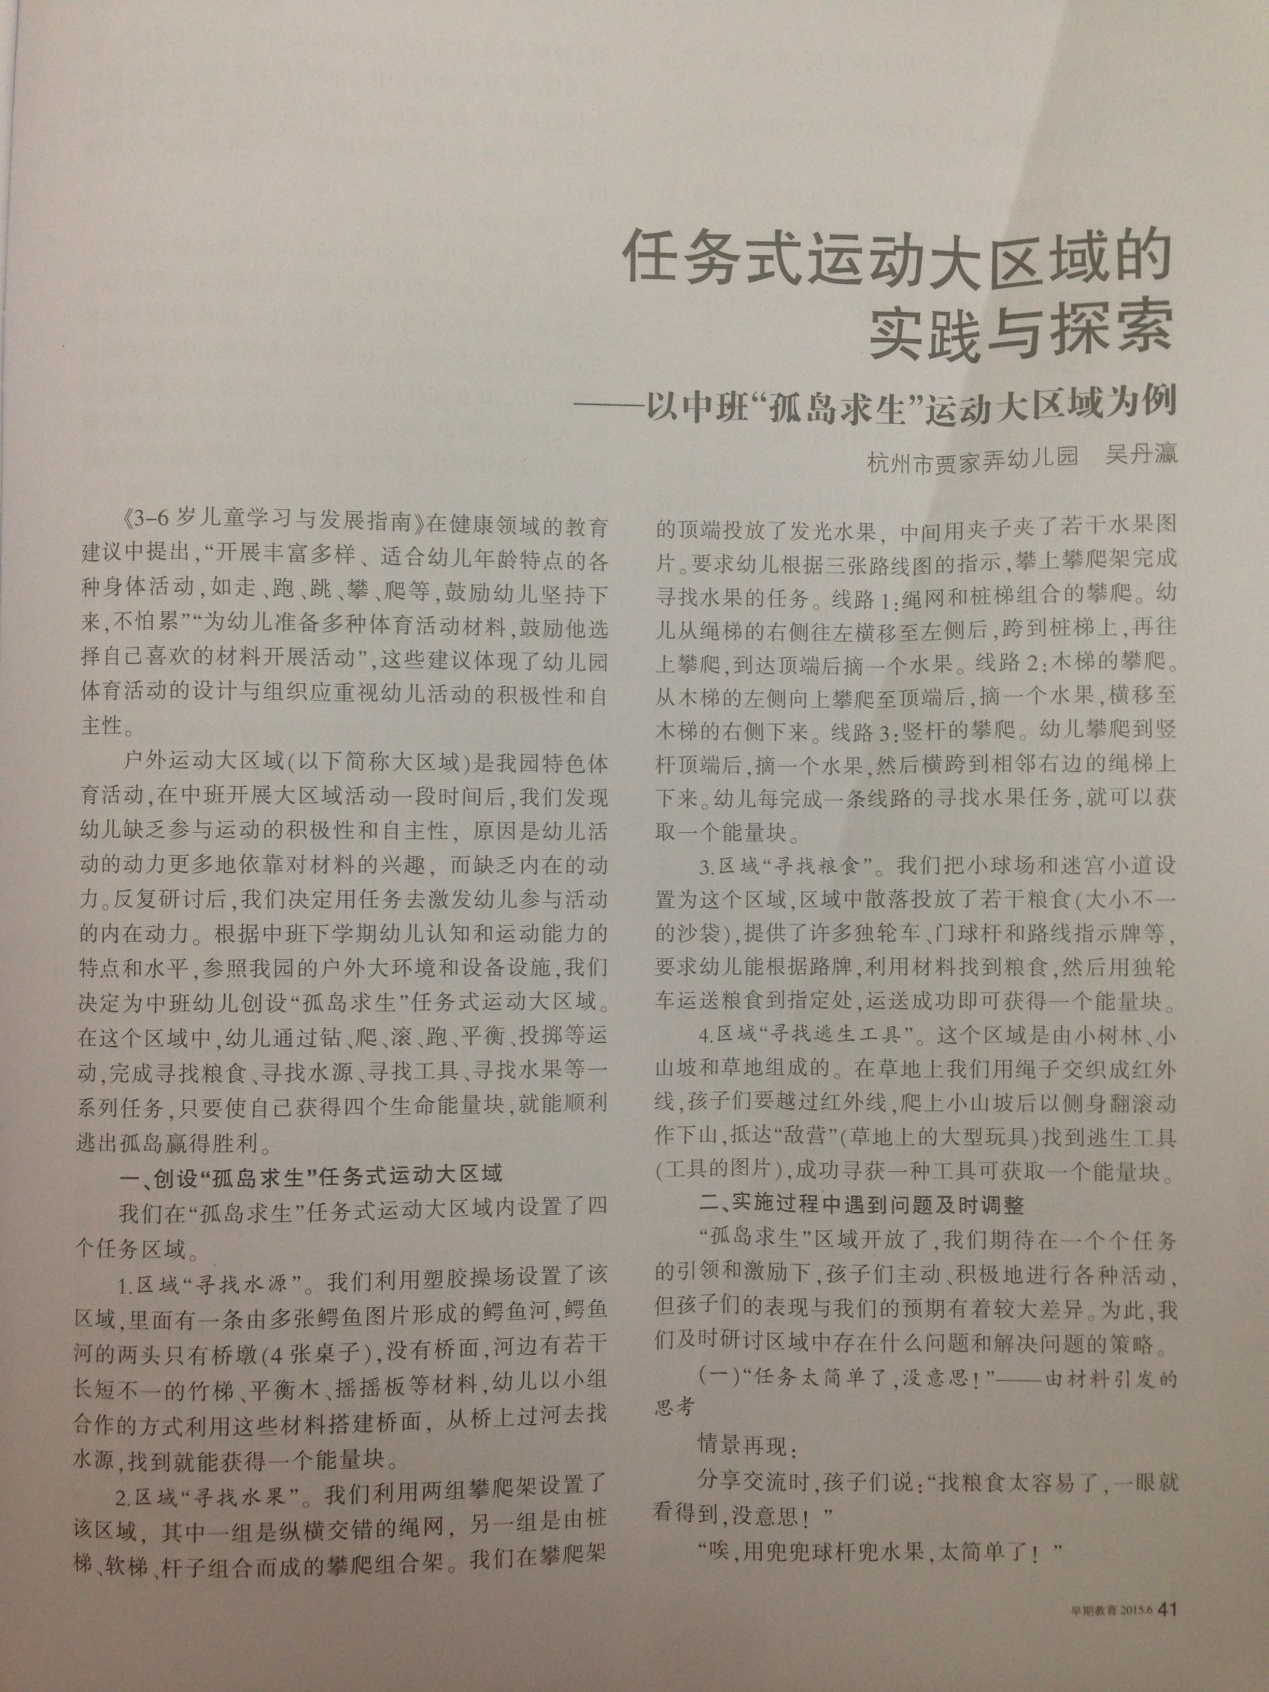 任务式运动大区域的
实践与探索
——以中班“孤岛求生”运动大区域为例
杭州市贾家弄幼儿园 吴丹瀛
《3-6岁儿童学习与发展指南》在健康领域的教育
建议中提出,“开展丰富多样、适合幼儿年龄特点的各
种身体活动,如走、跑、跳、攀、爬等,鼓励幼儿坚持下
来,不怕累”“为幼儿准备多种体育活动材料,鼓励他选
择自己喜欢的材料开展活动”,这些建议体现了幼儿园
体育活动的设计与组织应重视幼儿活动的积极性和自
主性。
户外运动大区域(以下简称大区域)是我园特色体
育活动,在中班开展大区域活动一段时间后,我们发现
幼儿缺乏参与运动的积极性和自主性,原因是幼儿活
动的动力更多地依靠对材料的兴趣,而缺乏内在的动
力。反复研讨后,我们决定用任务去激发幼儿参与活动
的内在动力。根据中班下学期幼儿认知和运动能力的
特点和水平,参照我园的户外大环境和设备设施,我们
决定为中班幼儿创设“孤岛求生”任务式运动大区域。
在这个区域中,幼儿通过钻、爬、滚、跑、平衡、投掷等运
动,完成寻找粮食、寻找水源、寻找工具、寻找水果等一
系列任务,只要使自己获得四个生命能量块,就能顺利
逃出孤岛赢得胜利。
一、创设“孤岛求生”任务式运动大区域
我们在“孤岛求生”任务式运动大区域内设置了四
个任务区域。
1.区域“寻找水源”。我们利用塑胶操场设置了该
区域,里面有一条由多张鳄鱼图片形成的鳄鱼河,鳄鱼
河的两头只有桥墩(4张桌子),没有桥面,河边有若干
长短不一的竹梯、平衡木、摇摇板等材料,幼儿以小组
合作的方式利用这些材料搭建桥面,从桥上过河去找
水源,找到就能获得一个能量块。
2.区域“寻找水果”。我们利用两组攀爬架设置了
该区域,其中一组是纵横交错的绳网,另一组是由桩
梯、软梯、杆子组合而成的攀爬组合架。我们在攀爬架
的顶端投放了发光水果,中间用夹子夹了若干水果图
片。要求幼儿根据三张路线图的指示,攀上攀爬架完成
寻找水果的任务。线路1:绳网和桩梯组合的攀爬。幼
儿从绳梯的右侧往左横移至左侧后,跨到桩梯上,再往
上攀爬,到达顶端后摘一个水果。线路2:木梯的攀爬。
从木梯的左侧向上攀爬至顶端后,摘一个水果,横移至
木梯的右侧下来。线路3:竖杆的攀爬。幼儿攀爬到竖
杆顶端后,摘一个水果,然后横跨到相邻右边的绳梯上
下来。幼儿每完成一条线路的寻找水果任务,就可以获
取一个能量块。
3.区域“寻找粮食”。我们把小球场和迷宫小道设
置为这个区域,区域中散落投放了若干粮食(大小不一
的沙袋),提供了许多独轮车、门球杆和路线指示牌等,
要求幼儿能根据路牌,利用材料找到粮食,然后用独轮
车运送粮食到指定处,运送成功即可获得一个能量块。
4.区域“寻找逃生工具”。这个区域是由小树林、小
山坡和草地组成的。在草地上我们用绳子交织成红外
线,孩子们要越过红外线,爬上小山坡后以侧身翻滚动
作下山,抵达“敌营”(草地上的大型玩具)找到逃生工具
(工具的图片),成功寻获一种工具可获取一个能量块。
二、实施过程中遇到问题及时调整
“孤岛求生”区域开放了,我们期待在一个个任务
的引领和激励下,孩子们主动、积极地进行各种活动,
但孩子们的表现与我们的预期有着较大差异。为此,我
们及时研讨区域中存在什么问题和解决问题的策略。
(一)“任务太简单了,没意思!”——由材料引发的
思考
情景再现:
分享交流时,孩子们说:“找粮食太容易了,一眼就
看得到,没意思!”
“唉,用兜兜球杆兜水果,太简单了!”
早期教育 2015.6 41